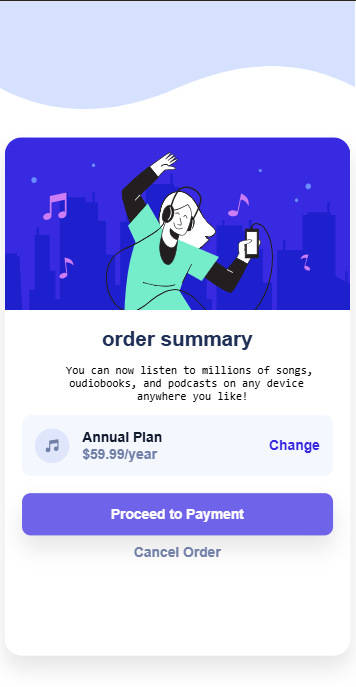 order summary
You can now listen to millions of songs,
oudiobooks, and podcasts on any device
anywhere you like!
Annual Plan
$59.99/year
Change
Proceed to Payment
Cancel Order